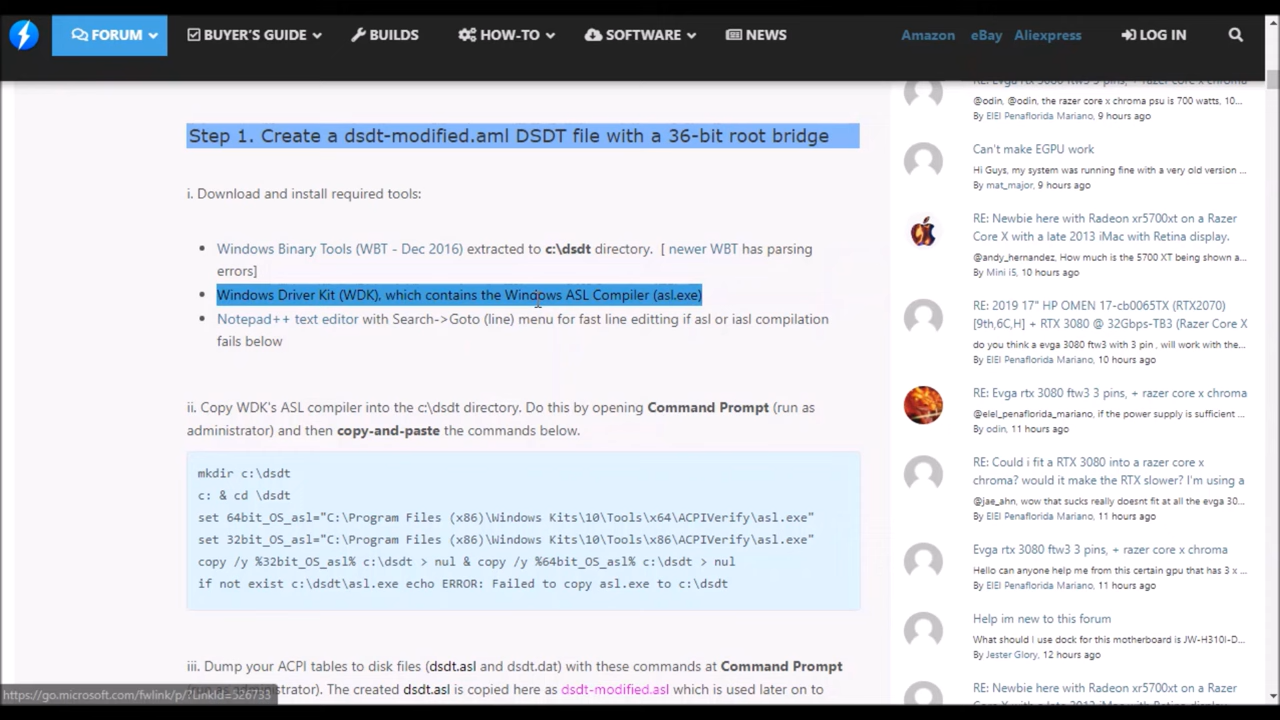 FORUM
BUYER'S GUIDE
BUILDS
HOW-TO
SOFTWARE
NEWS
Amazon
eBay
Aliexpress
LOG IN
Step 1. Create a dsdt-modified.aml DSDT file with a 36-bit root bridge
i. Download and install required tools:
Windows Binary Tools (WBT - Dec 2016) extracted to c:\dsdt directory. [ newer WBT has parsing
errors]
Windows Driver Kit (WDK), which contains the Windows ASL Compiler (asl.exe)
Notepad++ text editor with Search->Goto (line) menu for fast line editting if asl or iasl compilation
fails below
ii. Copy WDK's ASL compiler into the c:\dsdt directory. Do this by opening Command Prompt (run as
administrator) and then copy-and-paste the commands below.
mkdir c:\dsdt
c: & cd \dsdt
set 64bit_OS_asl="C:\Program Files (x86)\Windows Kits\10\Tools\x64\ACPIVerify\asl.exe"
set 32bit_OS_asl="C:\Program Files (x86)\Windows Kits\10\Tools\x86\ACPIVerify\asl.exe"
copy /y %32bit_OS_asl% c:\dsdt > nul & copy /y %64bit_OS_asl% c:\dsdt > nul
if not exist c:\dsdt\asl.exe echo ERROR: Failed to copy asl.exe to c:\dsdt
iii. Dump your ACPI tables to disk files (dsdt.asl and dsdt.dat) with these commands at Command Prompt
administrator). The created dsdt.asl is copied here as dsdt-modified.asl which is used later on to
https://go.microsoft.com/fwlink/p/?LinkId=526733
RE: Evga rtx 3080 ftw3 3 pins, + razer core x chroma
@odin, @odin, the razer core x chroma psu is 700 watts, 10...
By EIEI Penaflorida Mariano, 9 hours ago
Can't make EGPU work
Hi Guys, my system was running fine with a very old version ...
By mat_major, 9 hours ago
RE: Newbie here with Radeon xr5700xt on a Razer
Core X with a late 2013 iMac with Retina display.
@andy_hernandez, How much is the 5700 XT being shown a...
By Mini i5, 10 hours ago
RE: 2019 17" HP OMEN 17-cb0065TX (RTX2070)
[9th,6C,H] + RTX 3080 @ 32Gbps-TB3 (Razer Core X
do you think a evga 3080 ftw3 with 3 pin , will work with the...
By EIEI Penaflorida Mariano, 10 hours ago
RE: Evga rtx 3080 ftw3 3 pins, + razer core x chroma
@eiei_penaflorida_mariano, if the power supply is sufficient ...
By odin, 11 hours ago
RE: Could i fit a RTX 3080 into a razer core x
chroma? would it make the RTX slower? I'm using a
@jae_ahn, wow that sucks really doesnt fit at all the evga 30...
By EIEI Penaflorida Mariano, 11 hours ago
Evga rtx 3080 ftw3 3 pins, + razer core x chroma
Hello can anyone help me from this certain gpu that has 3 x ...
By EIEI Penaflorida Mariano, 11 hours ago
Help im new to this forum
What should I use dock for this motherboard is JW-H310I-D...
By Jester Glory, 12 hours ago
RE: Newbie here with Radeon xr5700xt on a Razer